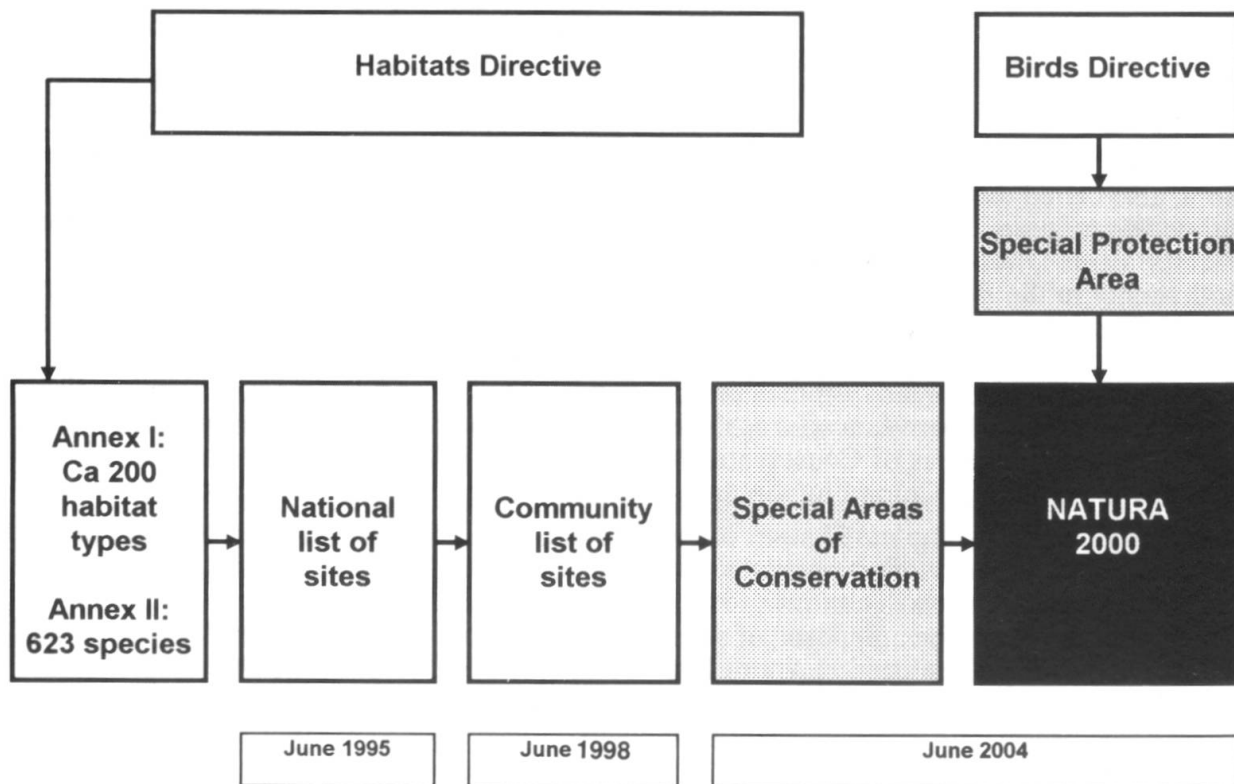 Habitats Directive
Birds Directive
Special Protection
Area
Annex I:
Ca 200
habitat
types
Annex II:
623 species
National
list of
sites
Community
list of
sites
Special Areas
of
Conservation
NATURA
2000
June 1995
June 1998
June 2004